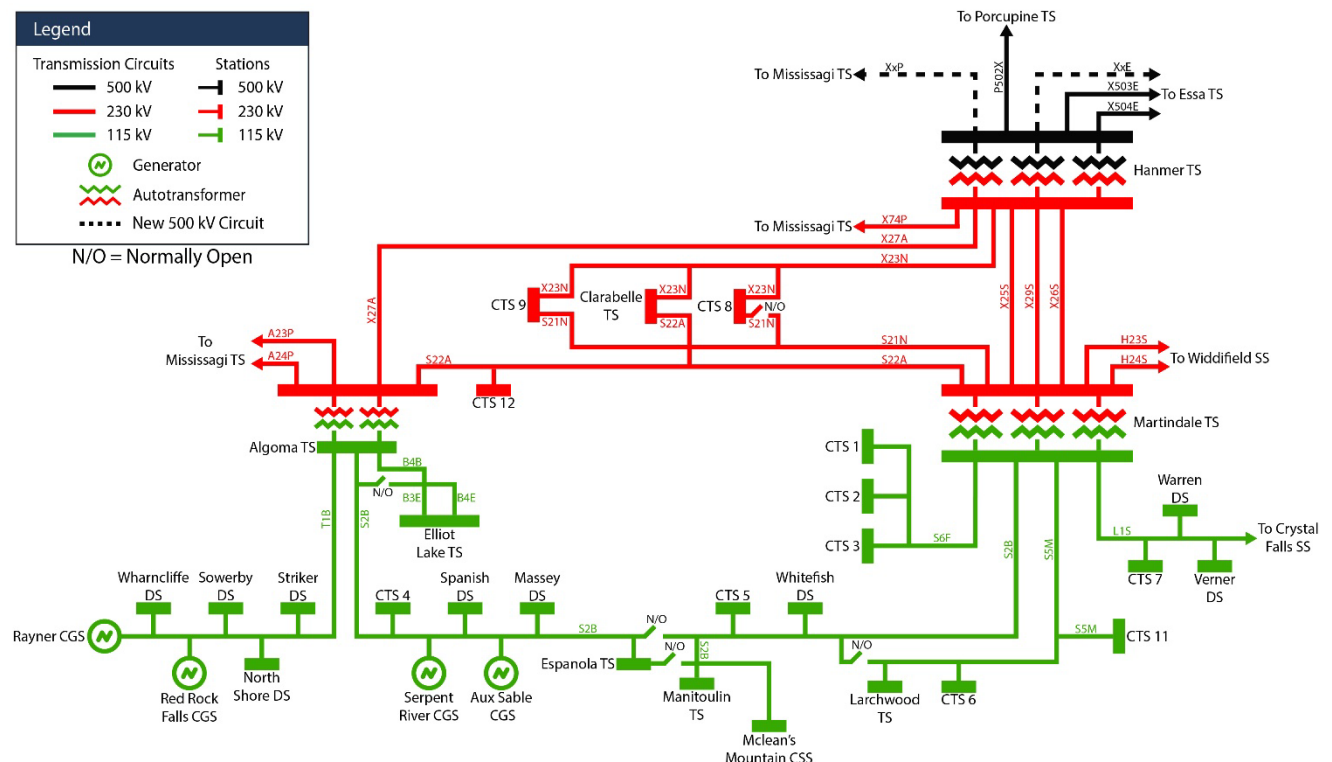 Legend
Transmission Circuits
Stations
500 kV
500 kV
230 kV
230 kV
115 kV
115 kV
Generator
Autotransformer
New 500 kV Circuit
N/O = Normally Open
To Porcupine TS
To Mississagi TS
XxP
P502X
XxE
X503E
To Essa TS
X504E
Hanmer TS
To Mississagi TS
X74P
X27A
X23N
X27A
CTS 9
X23N
S21N
Clarabelle
TS
X23N
S22A
CTS 8
X23N
N/O
S21N
X25S
X29S
X26S
To
Mississagi TS
A23P
A24P
S22A
CTS 12
S21N
S22A
H23S
H24S
To Widdifield SS
Martindale TS
Algoma TS
B4B
N/O
B3E
B4E
Elliot
Lake TS
T1B
S2B
CTS 1
CTS 2
CTS 3
S6F
S2B
S5M
L1S
Warren
DS
To Crystal
Falls SS
CTS 7
Verner
DS
Wharncliffe
DS
Sowerby
DS
Striker
DS
Rayner CGS
Red Rock
Falls CGS
North
Shore DS
CTS 4
Spanish
DS
Massey
DS
S2B
Serpent
River CGS
Aux Sable
CGS
Espanola TS
N/O
N/O
S2B
Manitoulin
TS
Mclean's
Mountain CSS
CTS 5
Whitefish
DS
N/O
Larchwood
TS
CTS 6
S5M
CTS 11